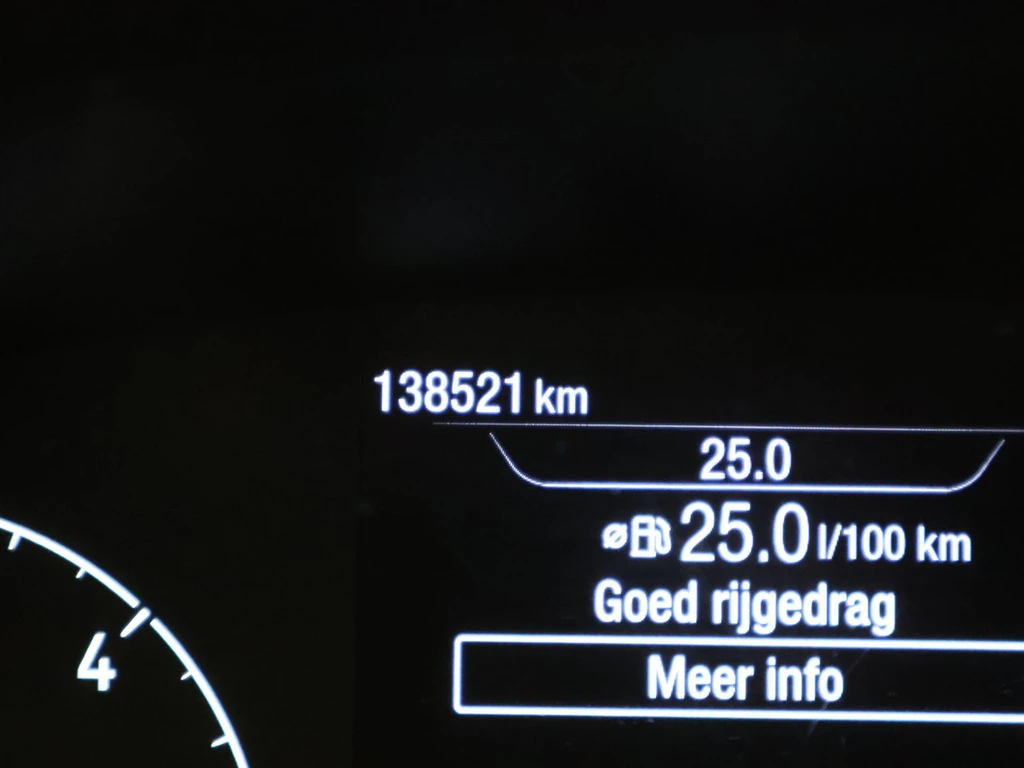 138521 km
25.0
ø 25.0 l/100 km
Goed rijgedrag
Meer info
4